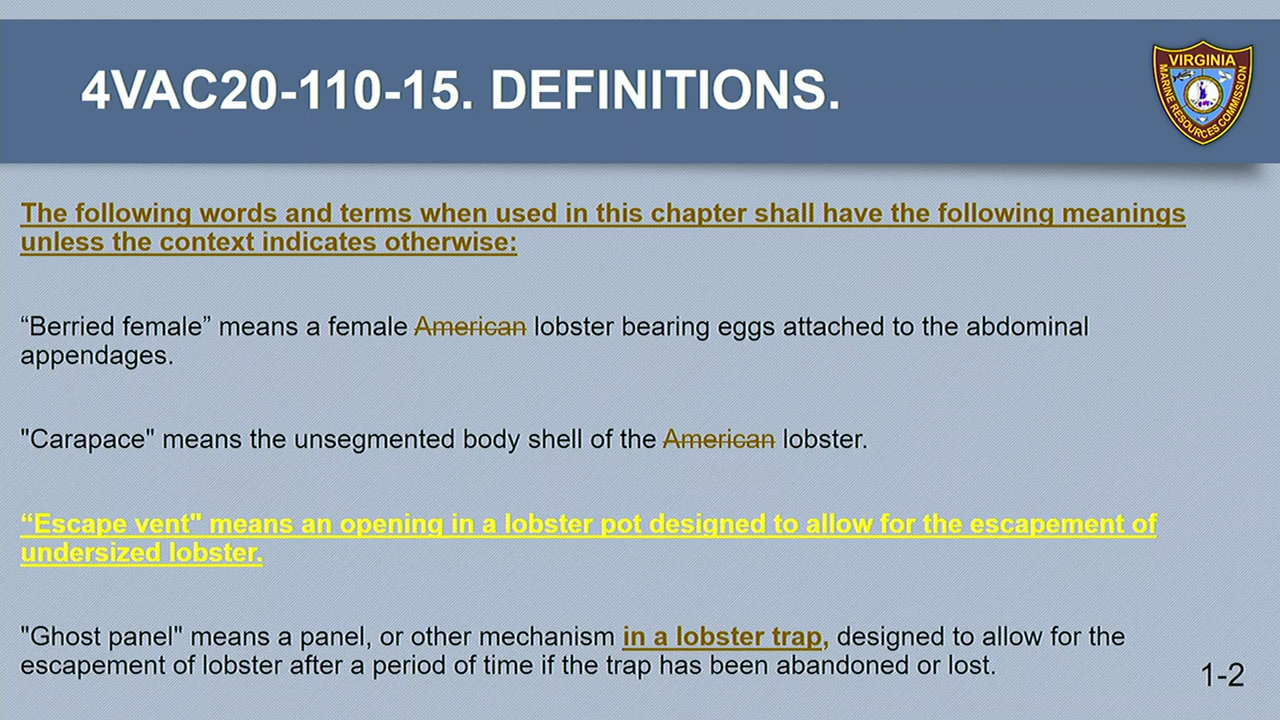 4VAC20-110-15. DEFINITIONS.
VIRGINIA
MARINE RESOURCES COMMISSION
The following words and terms when used in this chapter shall have the following meanings
unless the context indicates otherwise:
“Berried female” means a female American lobster bearing eggs attached to the abdominal
appendages.
"Carapace" means the unsegmented body shell of the American lobster.
“Escape vent" means an opening in a lobster pot designed to allow for the escapement of
undersized lobster.
"Ghost panel" means a panel, or other mechanism in a lobster trap, designed to allow for the
escapement of lobster after a period of time if the trap has been abandoned or lost.
1-2